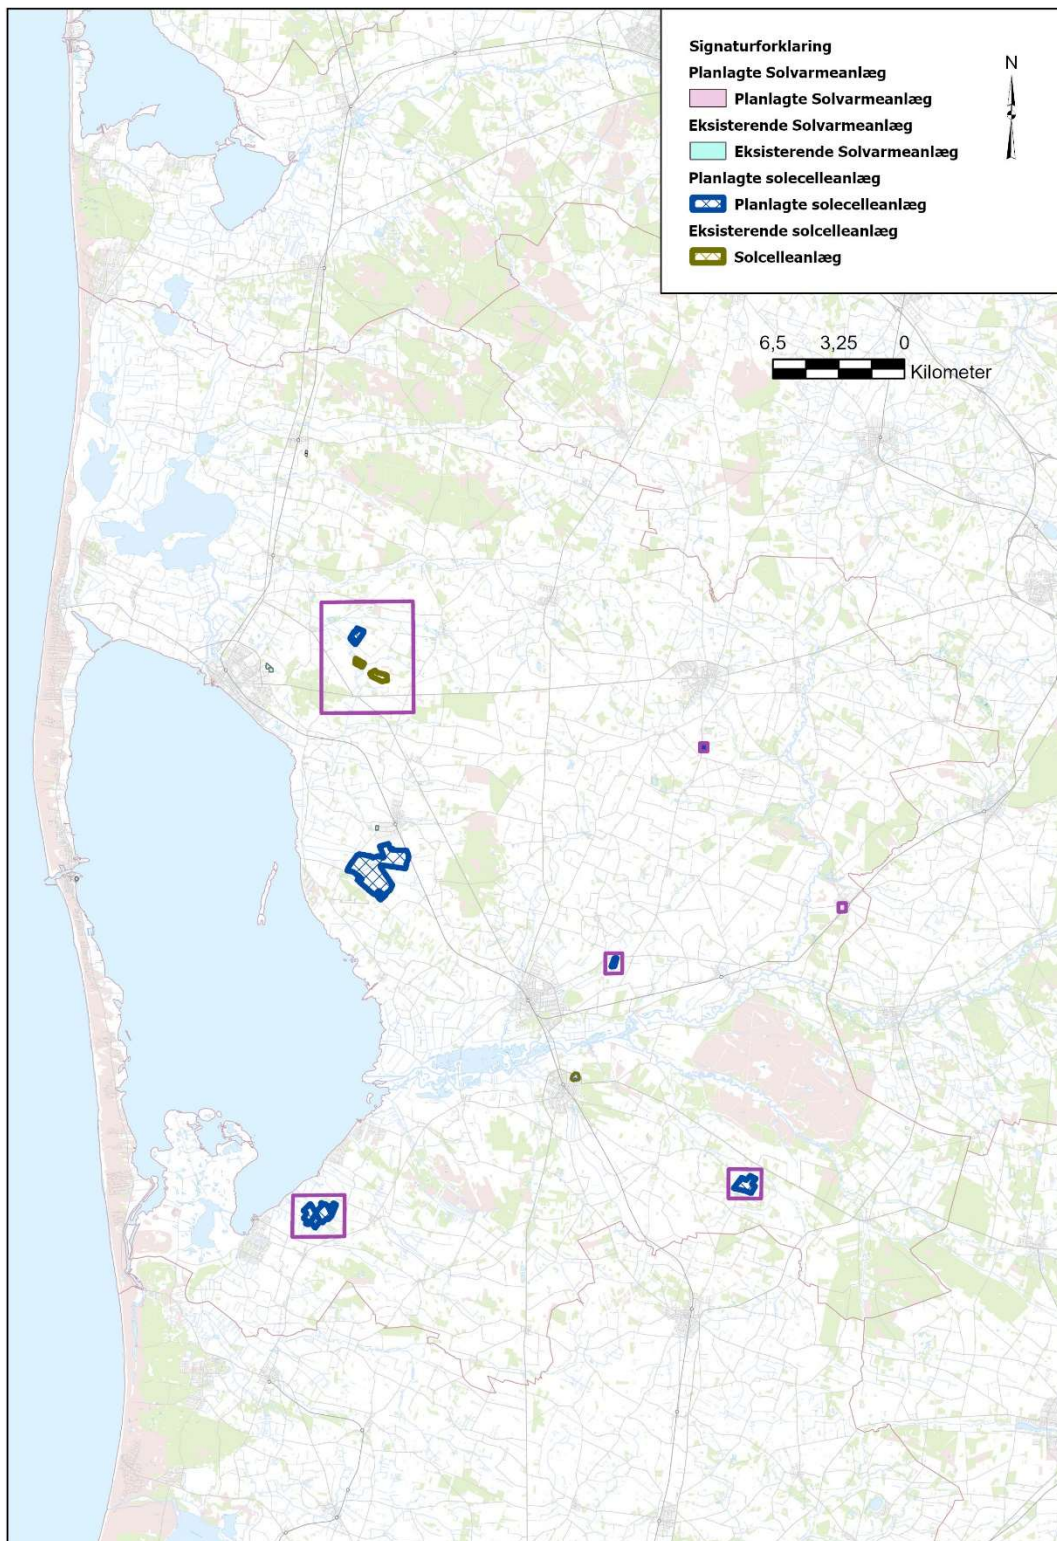 Signaturforklaring
Planlagte Solvarmeanlæg
Planlagte Solvarmeanlæg
Eksisterende Solvarmeanlæg
Eksisterende Solvarmeanlæg
Planlagte solecelleanlæg
Planlagte solecelleanlæg
Eksisterende solcelleanlæg
Solcelleanlæg
N
6,5 3,25 0
Kilometer